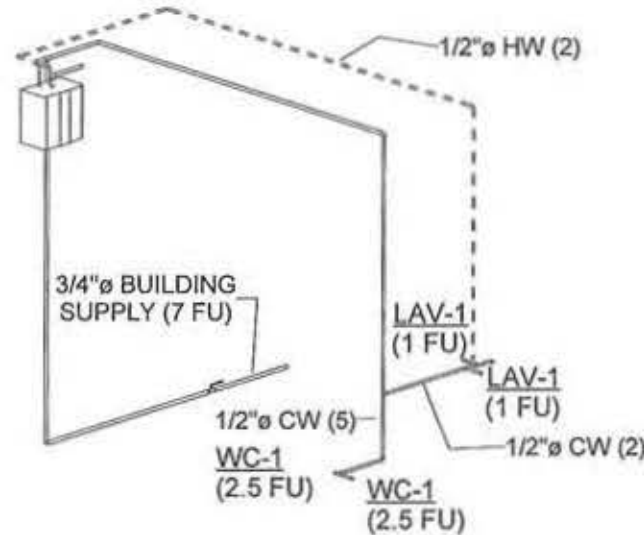 1/2"ø HW (2)
3/4"ø BUILDING
SUPPLY (7 FU)
LAV-1
(1 FU)
LAV-1
(1 FU)
1/2"ø CW (5)
1/2"ø CW (2)
WC-1
(2.5 FU)
WC-1
(2.5 FU)